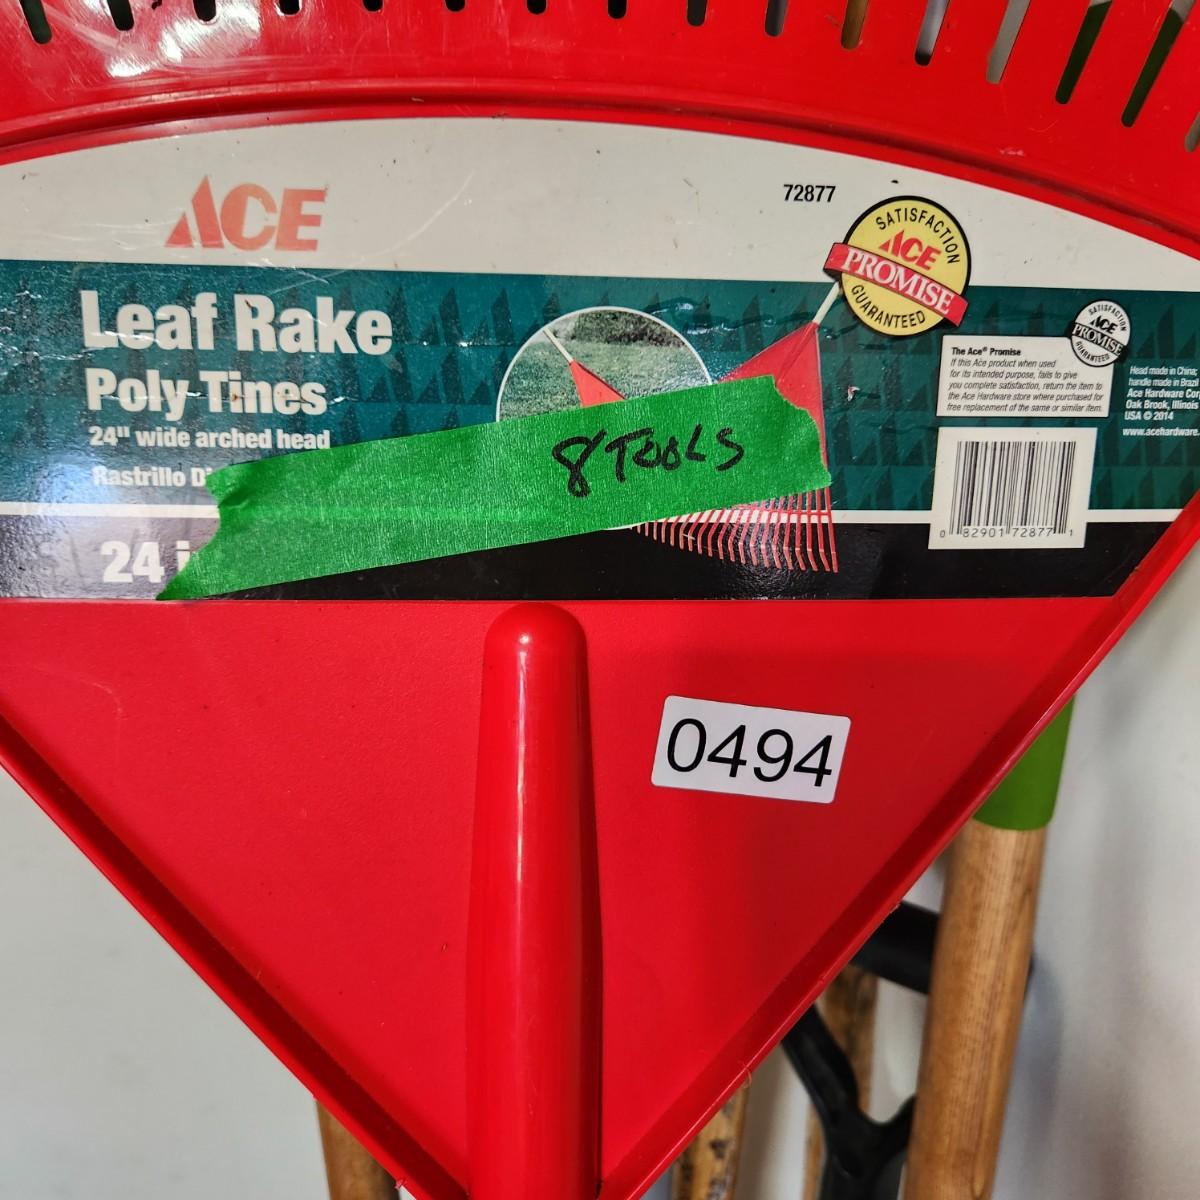 ACE
72877
SATISFACTION
ACE
PROMISE
GUARANTEED
Leaf Rake
Poly Tines
24" wide arched head
Rastrillo
24
8 TOOLS
SATISFACTION
ACE
PROMISE
GUARANTEED
The Ace® Promise
If this Ace product when used
for its intended purpose, fails to give
you complete satisfaction, return the item to
the Ace Hardware store where purchased for
free replacement of the same or similar item.
Head made in China;
handle made in Brazil
Ace Hardware Cor
Oak Brook, Illinois
USA © 2014
www.acehardware.
0 82901 72877 1
0494